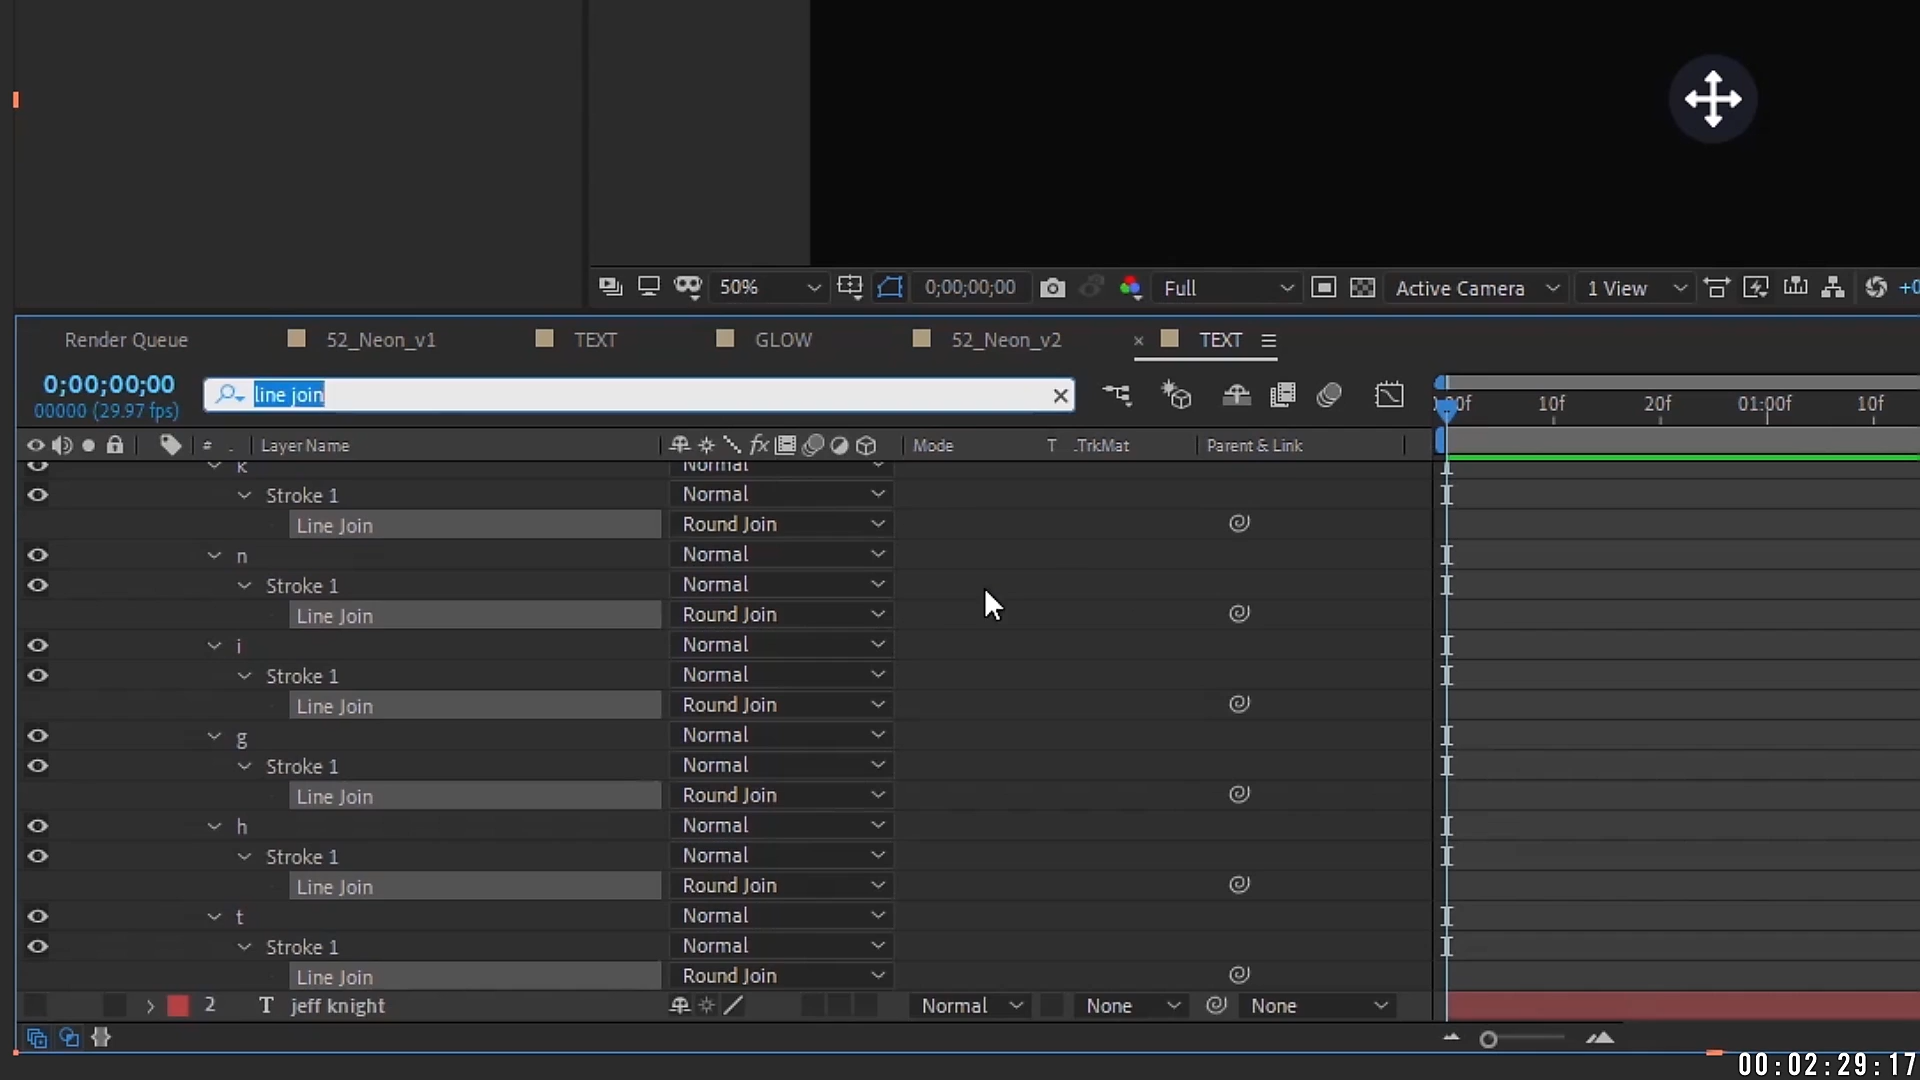 50% 0;00;00;00 Full Active Camera 1 View +0
Render Queue 52_Neon_v1 TEXT GLOW 52_Neon_v2 × TEXT
0;00;00;00
line join
00000 (29.97 fps)
:00f 10f 20f 01:00f 10f
# . Layer Name fx Mode T .TrkMat Parent & Link
k Normal
Stroke 1 Normal
Line Join Round Join
n Normal
Stroke 1 Normal
Line Join Round Join
i Normal
Stroke 1 Normal
Line Join Round Join
g Normal
Stroke 1 Normal
Line Join Round Join
h Normal
Stroke 1 Normal
Line Join Round Join
t Normal
Stroke 1 Normal
Line Join Round Join
2 T jeff knight Normal None None
00:02:29:17